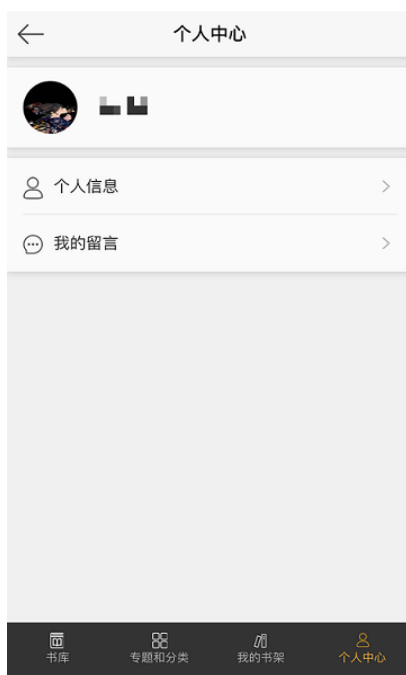 个人中心
个人信息
我的留言
书库
专题和分类
我的书架
个人中心